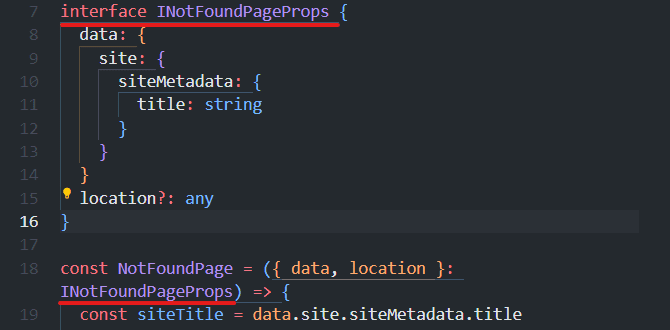 7 interface INotFoundPageProps {
8 data: {
9 site: {
10 siteMetadata: {
11 title: string
12 }
13 }
14 }
15 location?: any
16 }
17
18 const NotFoundPage = ({ data, location }:
INotFoundPageProps) => {
19 const siteTitle = data.site.siteMetadata.title